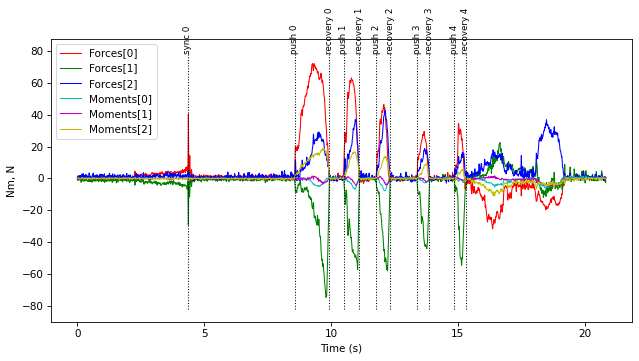 sync 0
push 0
recovery 0
push 1
recovery 1
push 2
recovery 2
push 3
recovery 3
push 4
recovery 4
Forces[0]
Forces[1]
Forces[2]
Moments[0]
Moments[1]
Moments[2]
Nm, N
80
60
40
20
0
−20
−40
−60
−80
0
5
10
15
20
Time (s)